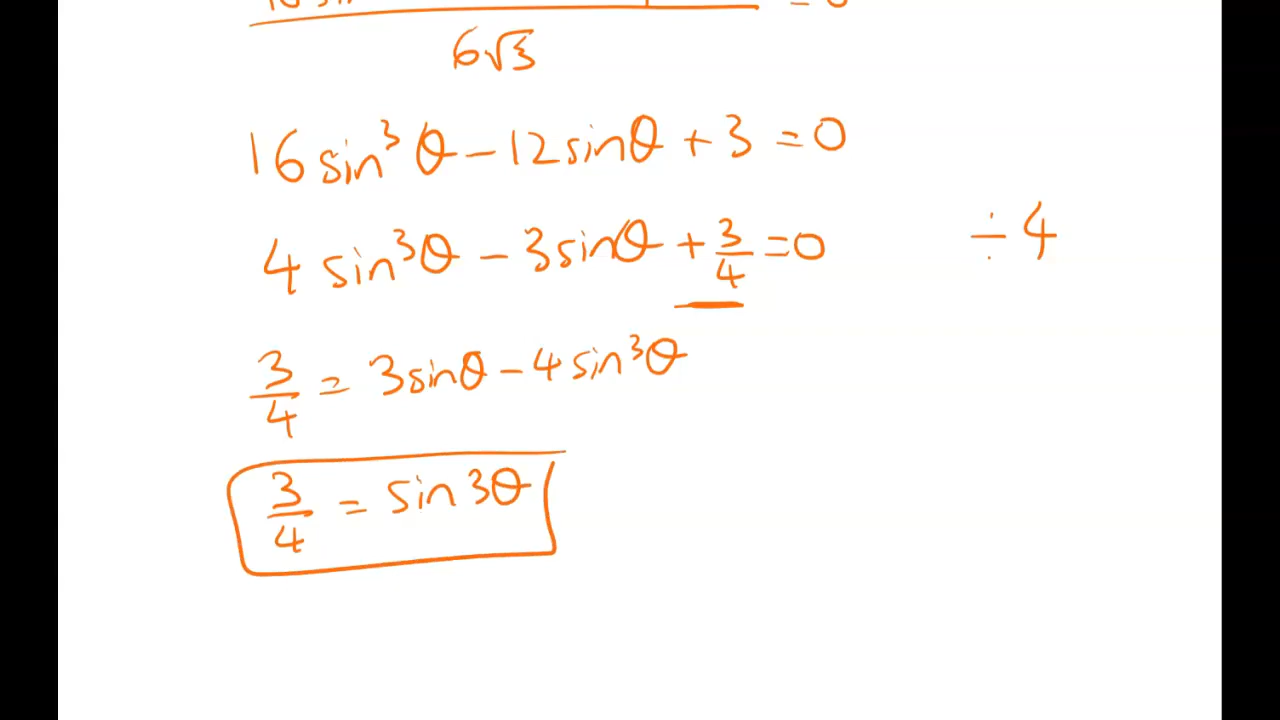 = 0
6√3
16 sin³θ − 12 sinθ + 3 = 0
4 sin³θ − 3 sinθ + 3/4 = 0 ÷ 4
3/4 = 3 sinθ − 4 sin³θ
3/4 = sin 3θ